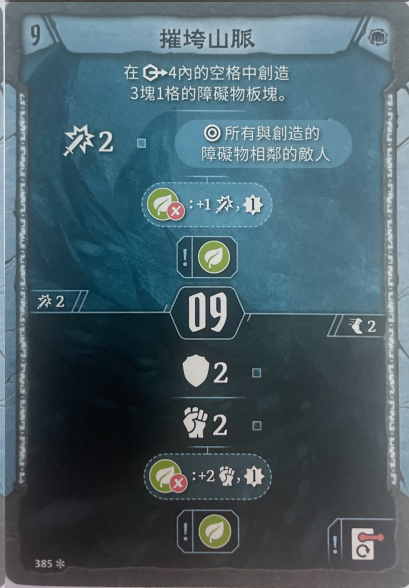 9 摧垮山脈
在 4內的空格中創造
3塊1格的障礙物板塊。
2 所有與創造的
障礙物相鄰的敵人
:+1 , 1
!
2 09 2
2
2
:+2 , 1
! !
385